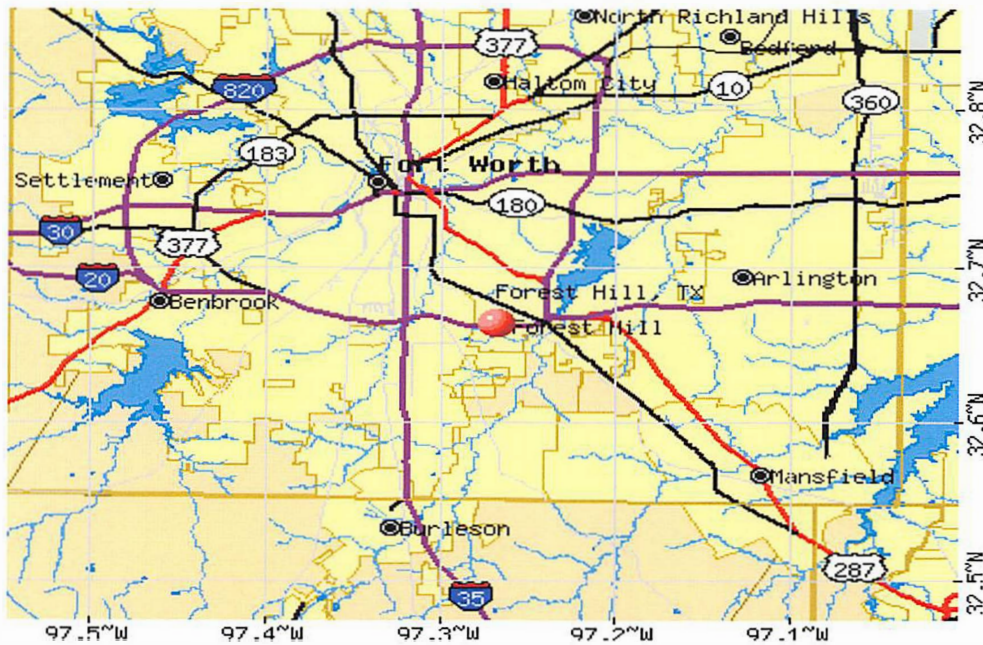 North Richland Hills
377
Bedford
820
Haltom City
10
360
32.8
183
Fort Worth
Settlement
180
30
377
20
32.7
Arlington
Forest Hill, TX
Benbrook
Forest Hill
32.6
Mansfield
Burleson
287
32.5
35
97.5°W
97.4°W
97.3°W
97.2°W
97.1°W